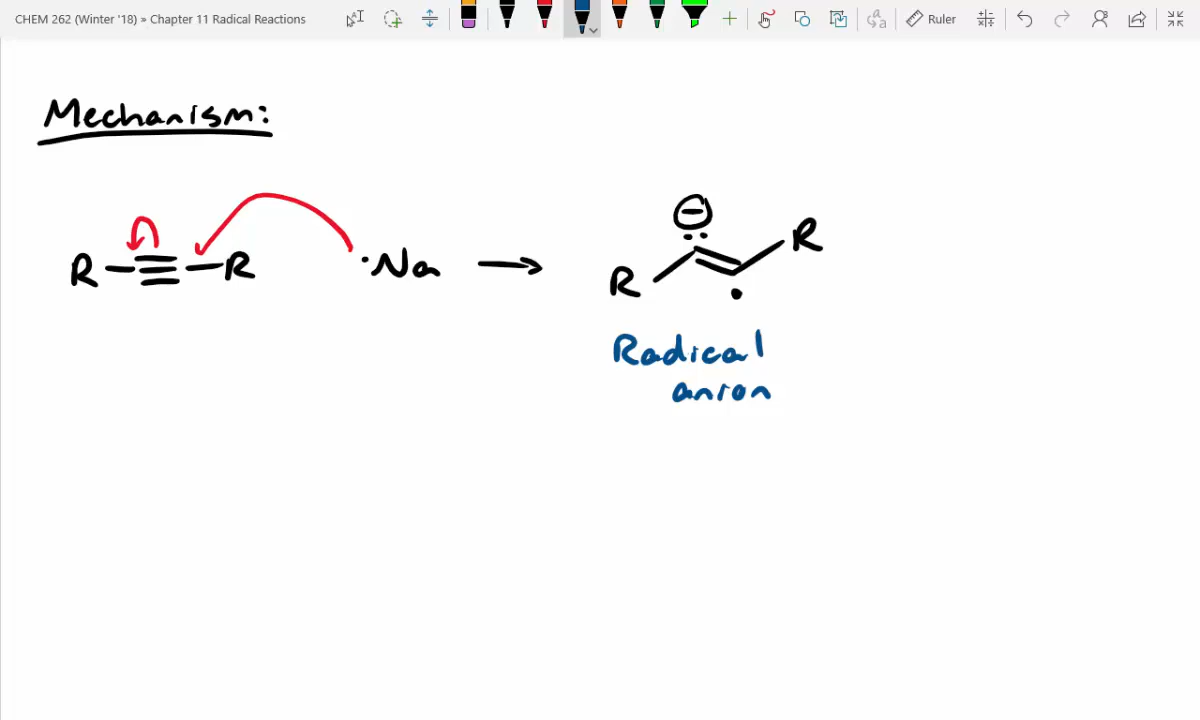 CHEM 262 (Winter '18) » Chapter 11 Radical Reactions
Ruler
Mechanism:
R R ·Na
R R
Radical
anion